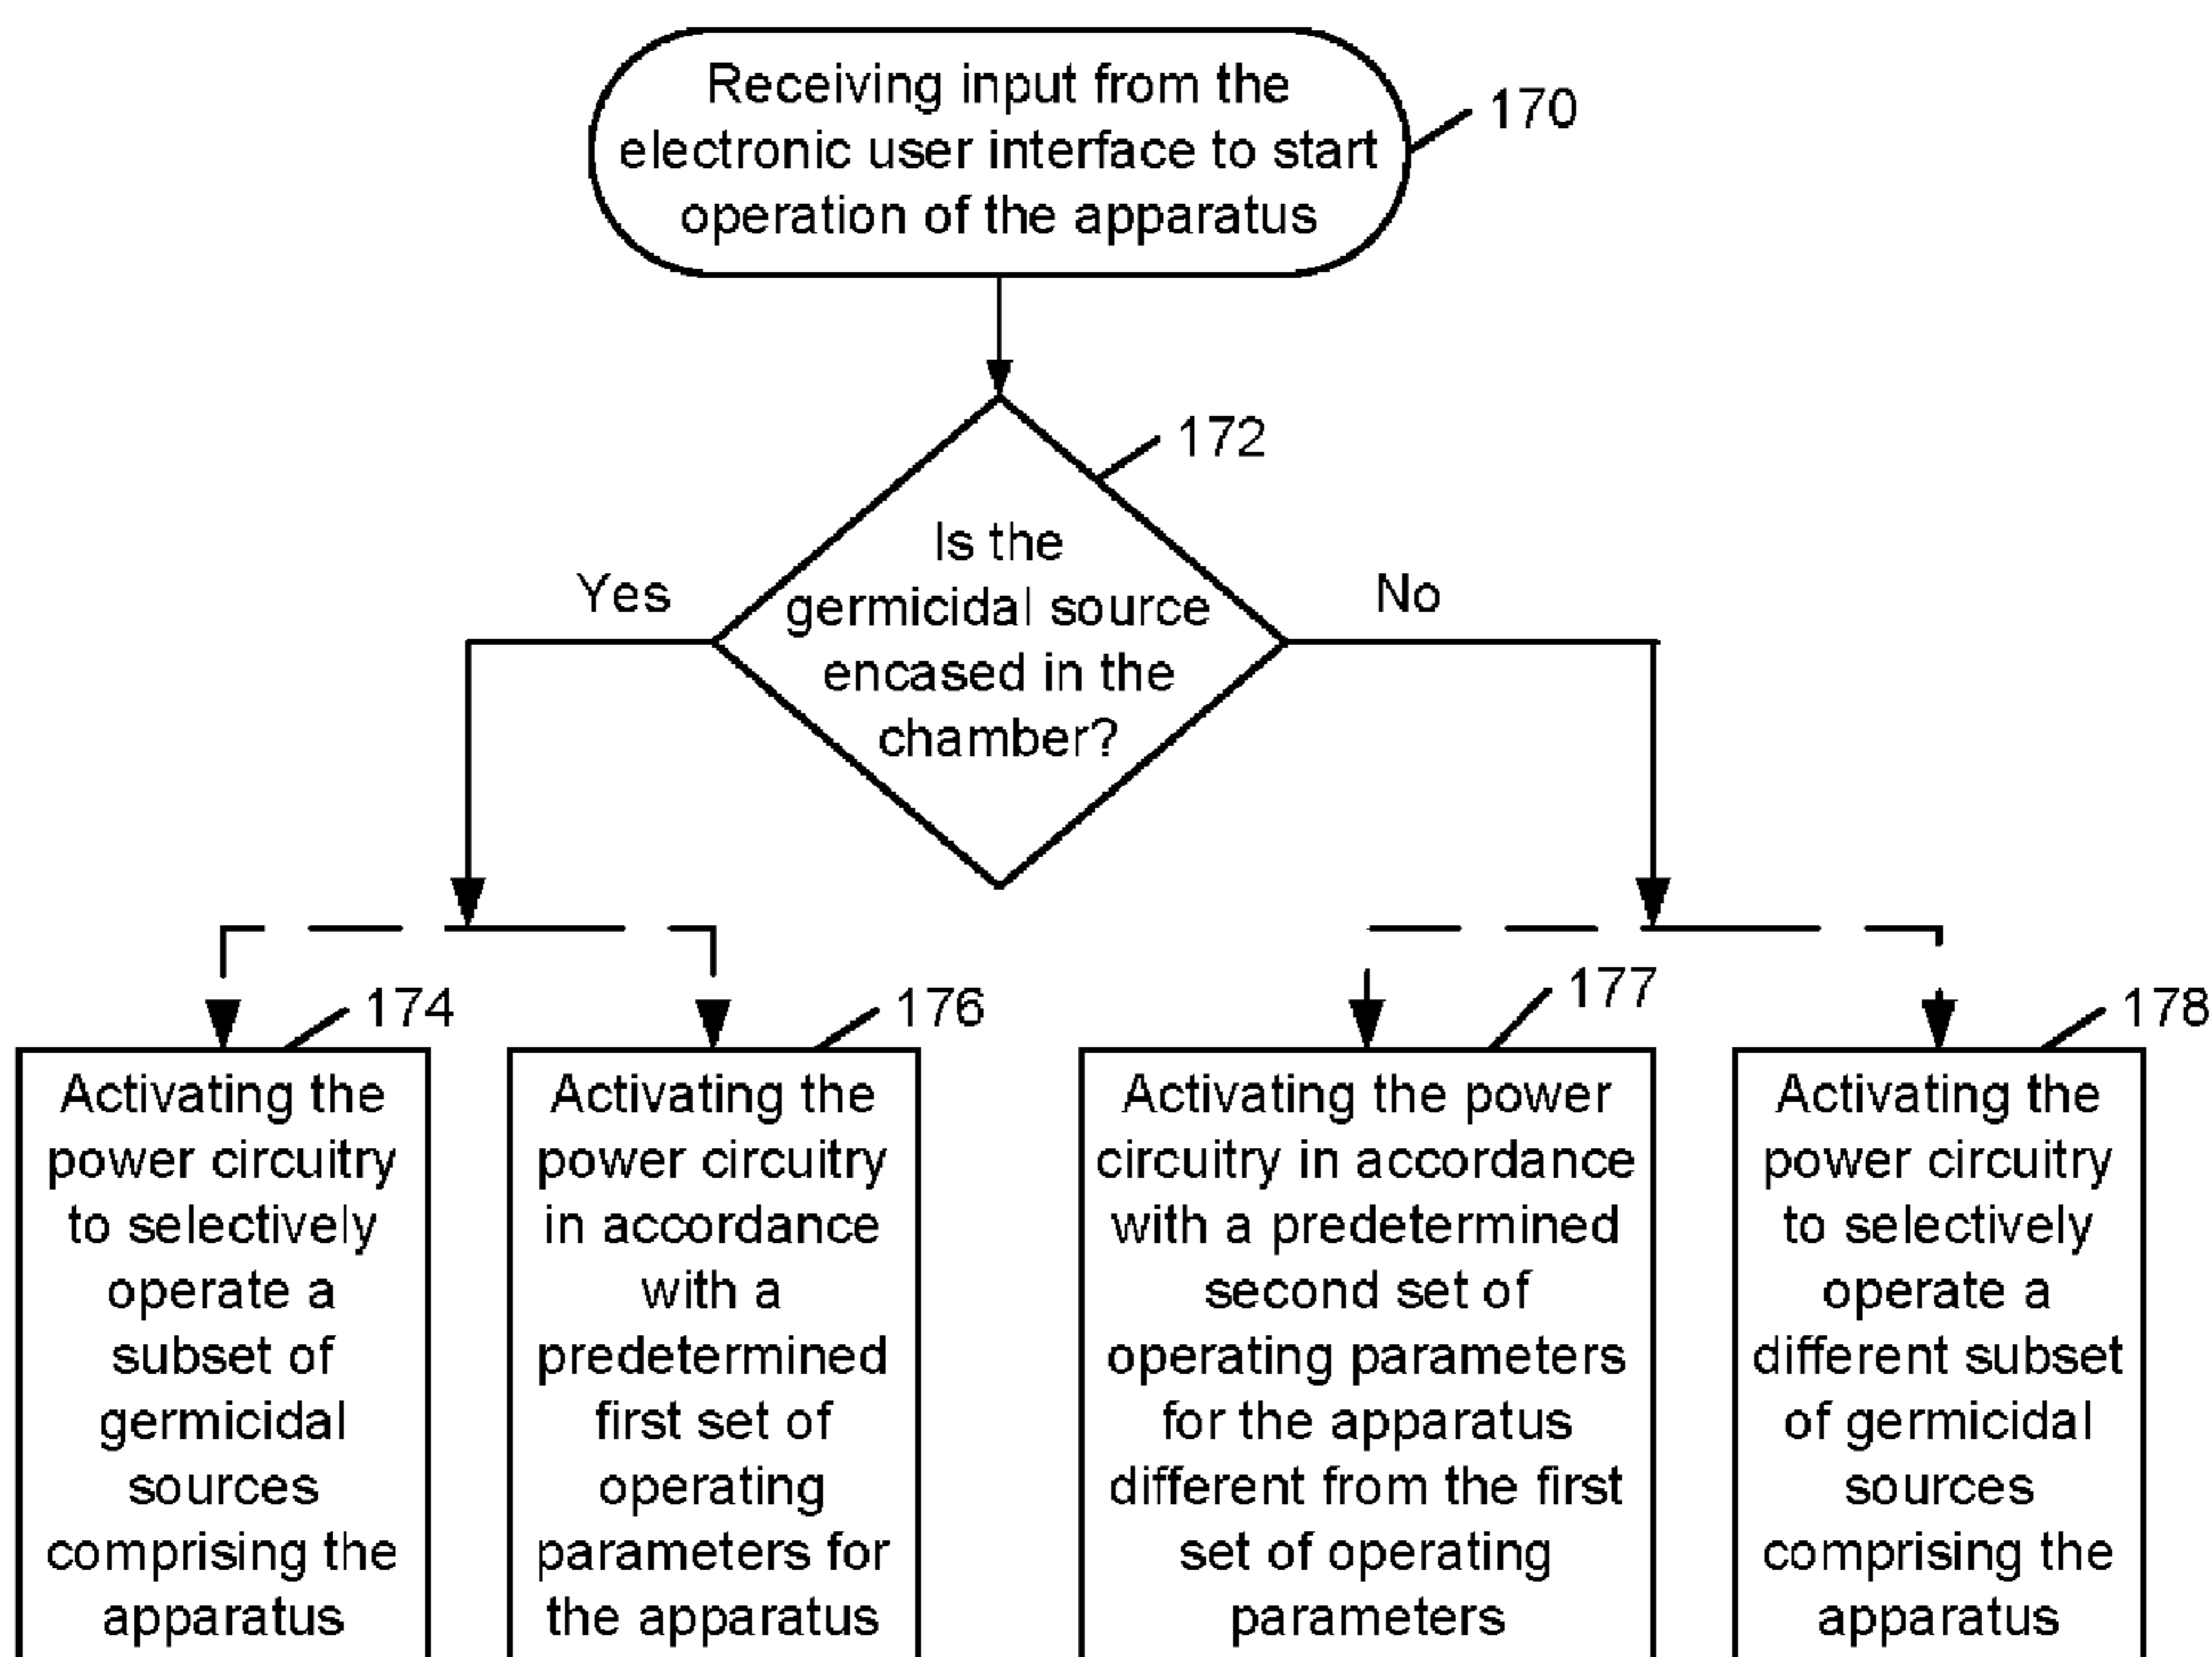 Receiving input from the
electronic user interface to start
operation of the apparatus
170
172
Is the
germicidal source
encased in the
chamber?
Yes
No
174
176
177
178
Activating the
power circuitry
to selectively
operate a
subset of
germicidal
sources
comprising the
apparatus
Activating the
power circuitry
in accordance
with a
predetermined
first set of
operating
parameters for
the apparatus
Activating the power
circuitry in accordance
with a predetermined
second set of
operating parameters
for the apparatus
different from the first
set of operating
parameters
Activating the
power circuitry
to selectively
operate a
different subset
of germicidal
sources
comprising the
apparatus